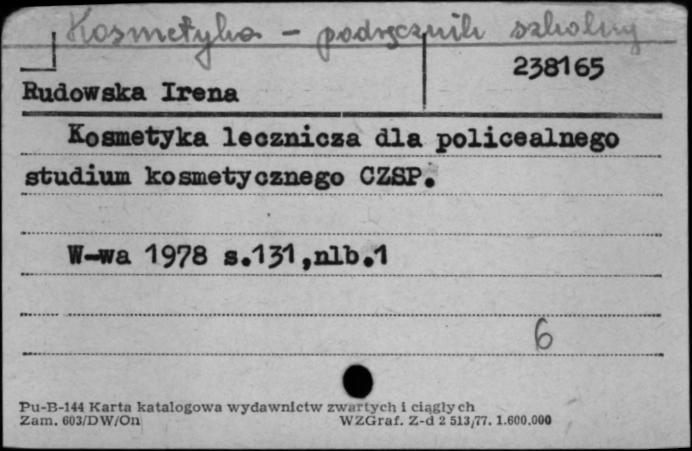 Kosmetyka - podręcznik szkolny
238165
Rudowska Irena
Kosmetyka lecznicza dla policealnego
studium kosmetycznego CZSP.
W-wa 1978 s.131,nlb.1
6
Pu-B-144 Karta katalogowa wydawnictw zwartych i ciągłych
Zam. 603/DW/On WZGraf. Z-d 2 513/77. 1.600.000